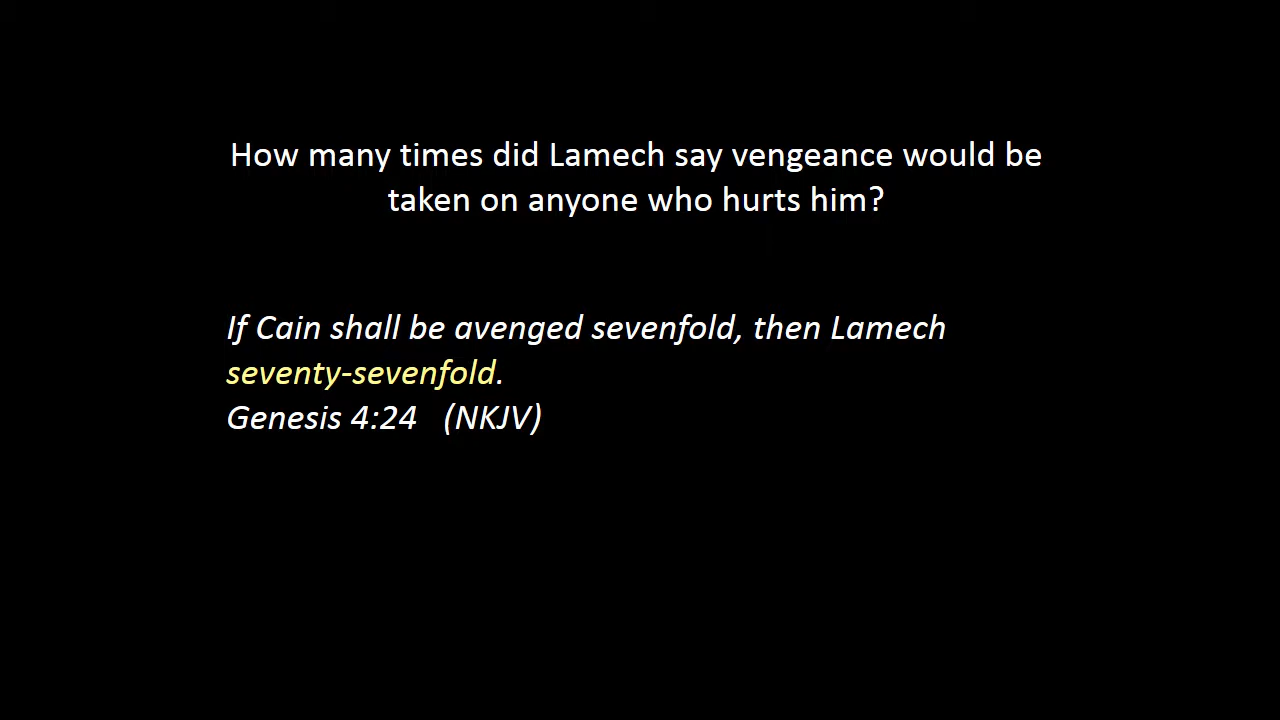 How many times did Lamech say vengeance would be
taken on anyone who hurts him?
If Cain shall be avenged sevenfold, then Lamech
seventy-sevenfold.
Genesis 4:24 (NKJV)